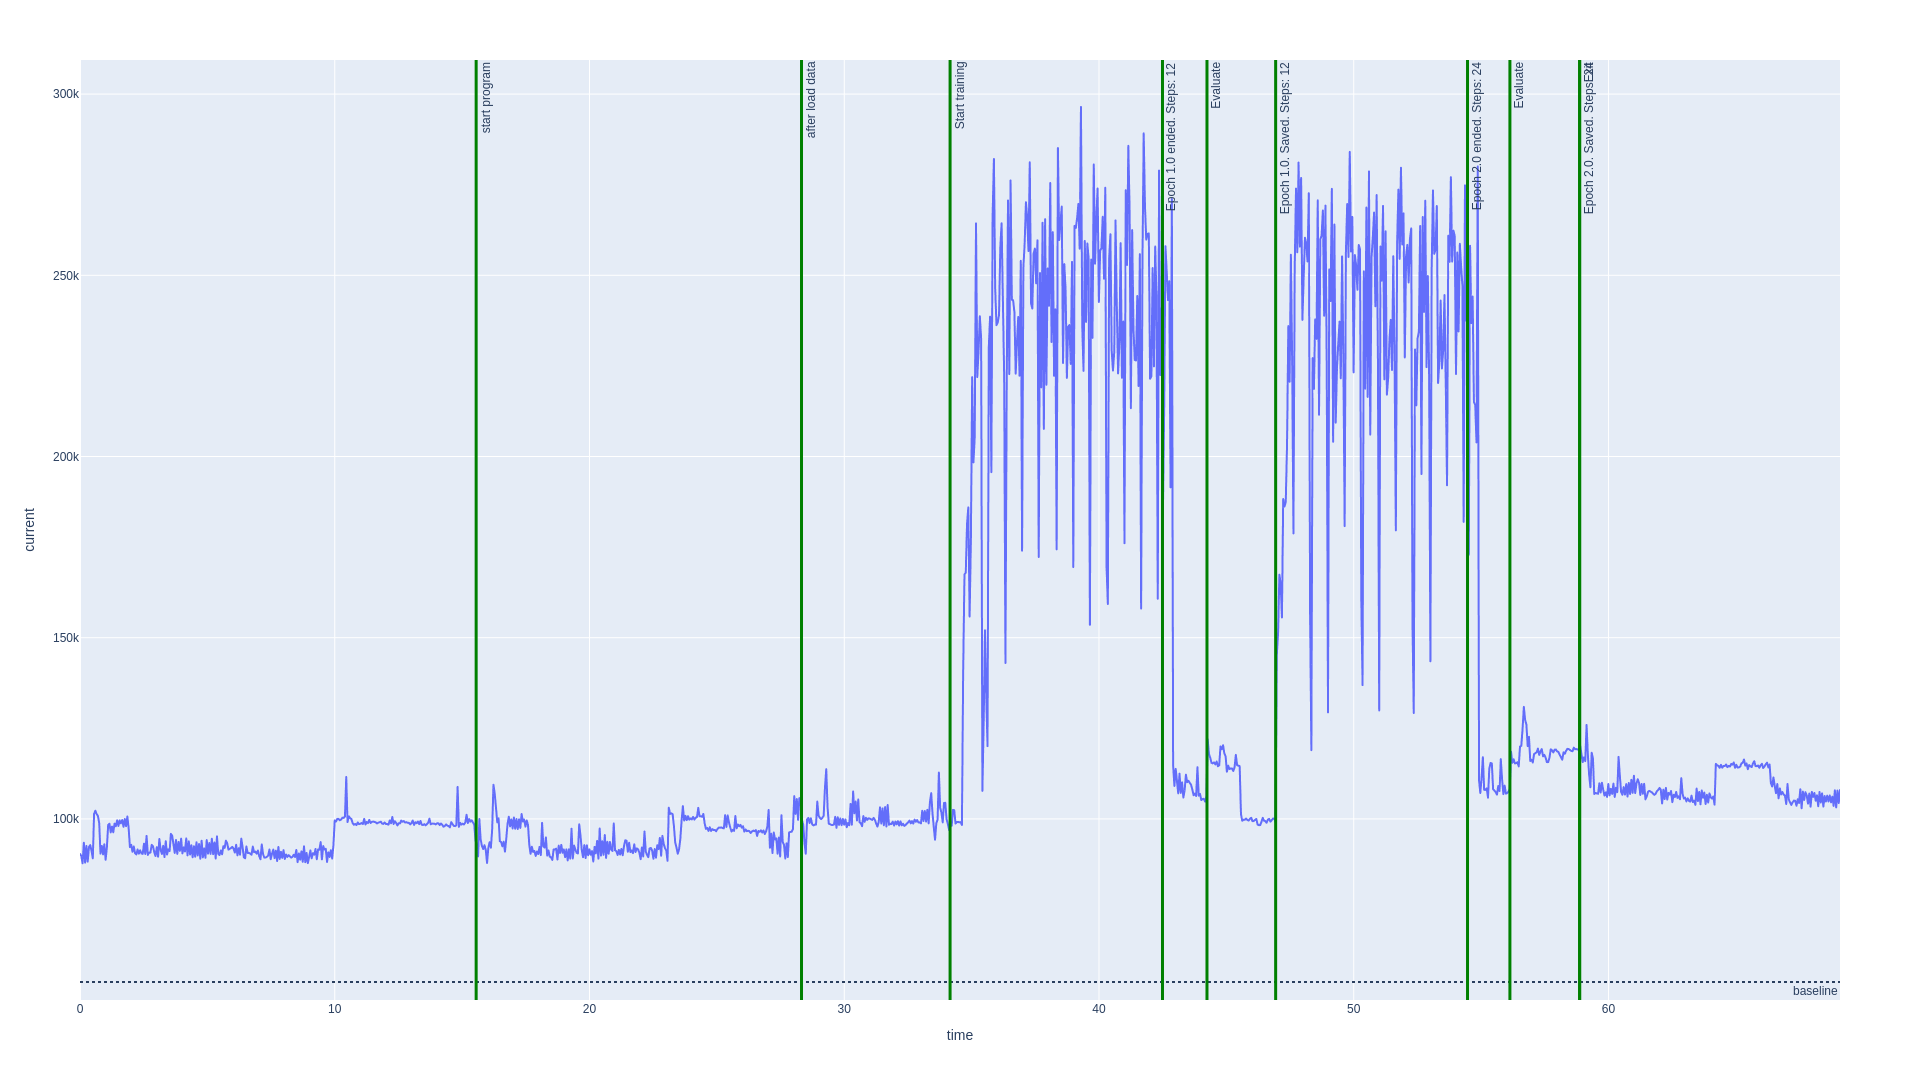 start program
after load data
Start training
Epoch 1.0 ended. Steps: 12
Evaluate
Epoch 1.0. Saved. Steps: 12
Epoch 2.0 ended. Steps: 24
Evaluate
Epoch 2.0. Saved. Steps: 24
300k
250k
200k
150k
100k
current
baseline
0 10 20 30 40 50 60
time